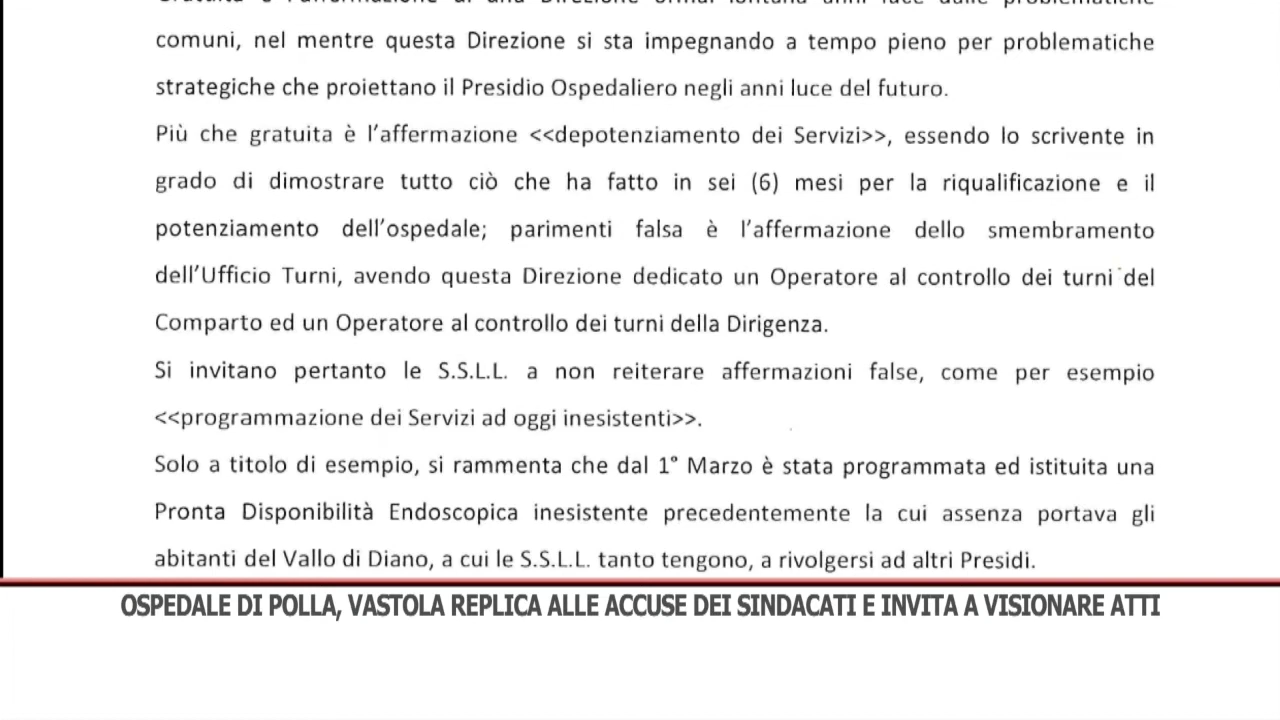 comuni, nel mentre questa Direzione si sta impegnando a tempo pieno per problematiche
strategiche che proiettano il Presidio Ospedaliero negli anni luce del futuro.
Più che gratuita è l'affermazione <<depotenziamento dei Servizi>>, essendo lo scrivente in
grado di dimostrare tutto ciò che ha fatto in sei (6) mesi per la riqualificazione e il
potenziamento dell'ospedale; parimenti falsa è l'affermazione dello smembramento
dell'Ufficio Turni, avendo questa Direzione dedicato un Operatore al controllo dei turni del
Comparto ed un Operatore al controllo dei turni della Dirigenza.
Si invitano pertanto le S.S.L.L. a non reiterare affermazioni false, come per esempio
<<programmazione dei Servizi ad oggi inesistenti>>.
Solo a titolo di esempio, si rammenta che dal 1° Marzo è stata programmata ed istituita una
Pronta Disponibilità Endoscopica inesistente precedentemente la cui assenza portava gli
abitanti del Vallo di Diano, a cui le S.S.L.L. tanto tengono, a rivolgersi ad altri Presidi.
OSPEDALE DI POLLA, VASTOLA REPLICA ALLE ACCUSE DEI SINDACATI E INVITA A VISIONARE ATTI